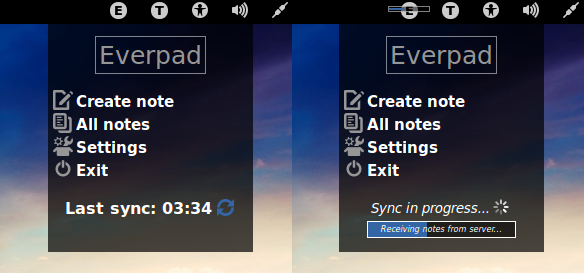 E T
Everpad
Create note
All notes
Settings
Exit
Last sync: 03:34
E T
Everpad
Create note
All notes
Settings
Exit
Sync in progress...
Receiving notes from server...